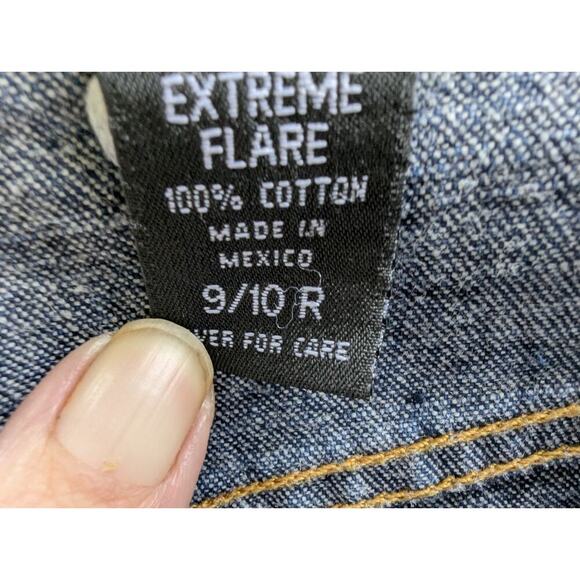 EXTREME
FLARE
100% COTTON
MADE IN
MEXICO
9/10 R
FOR CARE